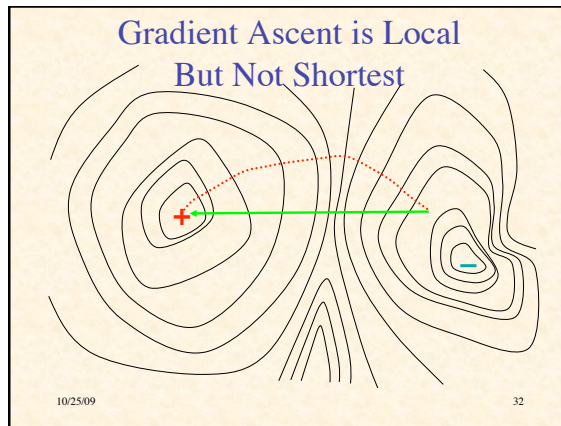 Gradient Ascent is Local
But Not Shortest
+
−
10/25/09
32